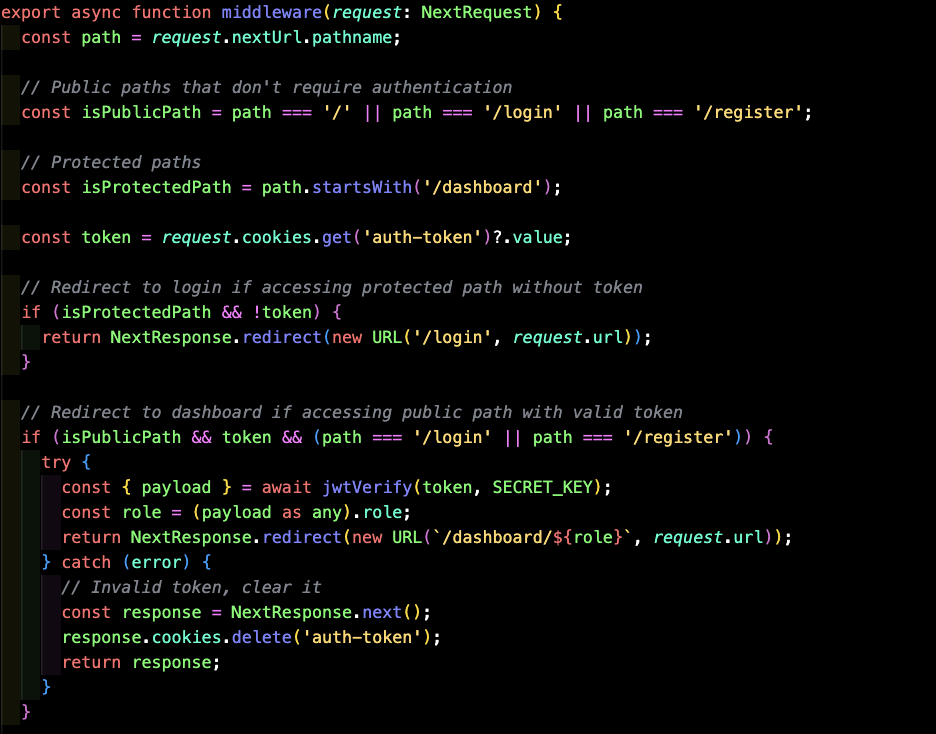 export async function middleware(request: NextRequest) {
  const path = request.nextUrl.pathname;

  // Public paths that don't require authentication
  const isPublicPath = path === '/' || path === '/login' || path === '/register';

  // Protected paths
  const isProtectedPath = path.startsWith('/dashboard');

  const token = request.cookies.get('auth-token')?.value;

  // Redirect to login if accessing protected path without token
  if (isProtectedPath && !token) {
    return NextResponse.redirect(new URL('/login', request.url));
  }

  // Redirect to dashboard if accessing public path with valid token
  if (isPublicPath && token && (path === '/login' || path === '/register')) {
    try {
      const { payload } = await jwtVerify(token, SECRET_KEY);
      const role = (payload as any).role;
      return NextResponse.redirect(new URL(`/dashboard/${role}`, request.url));
    } catch (error) {
      // Invalid token, clear it
      const response = NextResponse.next();
      response.cookies.delete('auth-token');
      return response;
    }
  }